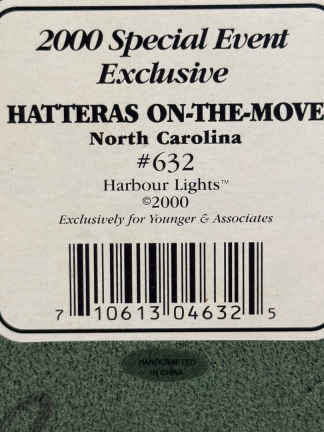 2000 Special Event
Exclusive
HATTERAS ON-THE-MOVE
North Carolina
#632
Harbour Lights™
©2000
Exclusively for Younger & Associates
7 10613 04632 5
HANDCRAFTED
IN CHINA